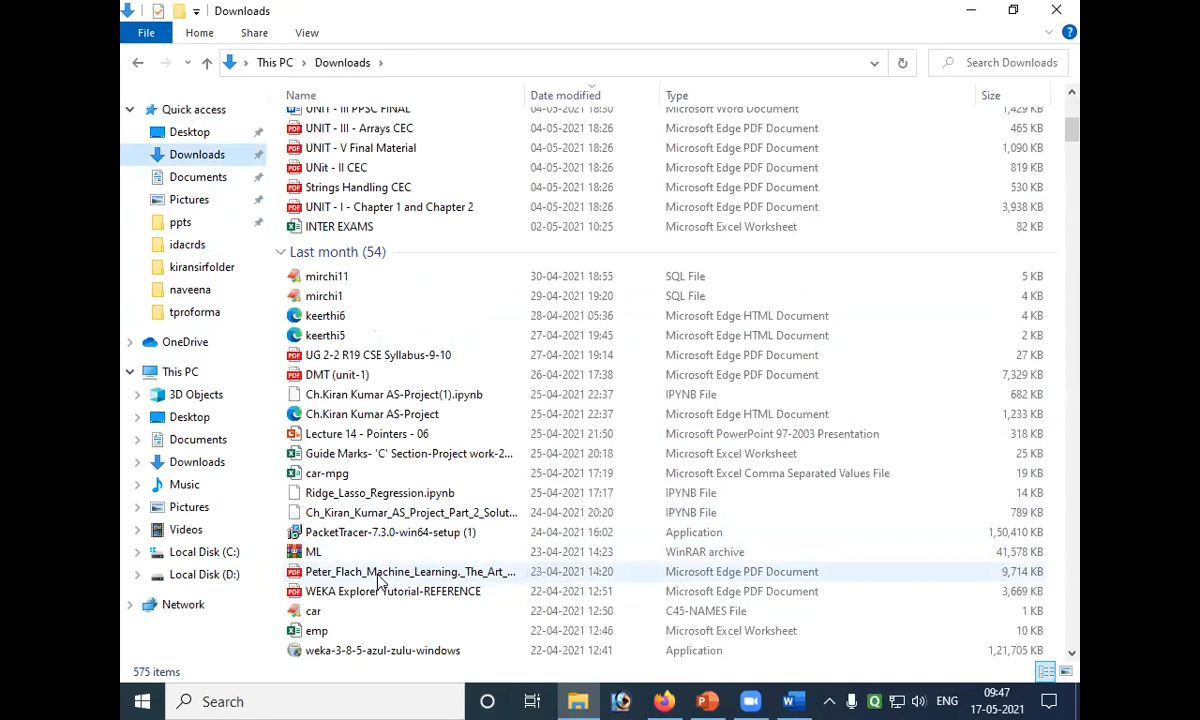 Downloads
File Home Share View
This PC Downloads Search Downloads
Name Date modified Type Size
UNIT - III PPSC FINAL 04-05-2021 18:30 Microsoft Word Document 1,429 KB
UNIT - III - Arrays CEC 04-05-2021 18:26 Microsoft Edge PDF Document 465 KB
UNIT - V Final Material 04-05-2021 18:26 Microsoft Edge PDF Document 1,090 KB
UNit - II CEC 04-05-2021 18:26 Microsoft Edge PDF Document 819 KB
Strings Handling CEC 04-05-2021 18:26 Microsoft Edge PDF Document 530 KB
UNIT - I - Chapter 1 and Chapter 2 04-05-2021 18:26 Microsoft Edge PDF Document 3,938 KB
INTER EXAMS 02-05-2021 10:25 Microsoft Excel Worksheet 82 KB
Last month (54)
mirchi11 30-04-2021 18:55 SQL File 5 KB
mirchi1 29-04-2021 19:20 SQL File 4 KB
keerthi6 28-04-2021 05:36 Microsoft Edge HTML Document 4 KB
keerthi5 27-04-2021 19:45 Microsoft Edge HTML Document 2 KB
UG 2-2 R19 CSE Syllabus-9-10 27-04-2021 19:14 Microsoft Edge PDF Document 27 KB
DMT (unit-1) 26-04-2021 17:38 Microsoft Edge PDF Document 7,329 KB
Ch.Kiran Kumar AS-Project(1).ipynb 25-04-2021 22:37 IPYNB File 682 KB
Ch.Kiran Kumar AS-Project 25-04-2021 22:37 Microsoft Edge HTML Document 1,233 KB
Lecture 14 - Pointers - 06 25-04-2021 21:50 Microsoft PowerPoint 97-2003 Presentation 318 KB
Guide Marks- 'C' Section-Project work-2... 25-04-2021 20:18 Microsoft Excel Worksheet 20 KB
car-mpg 25-04-2021 17:19 Microsoft Excel Comma Separated Values File 19 KB
Ridge_Lasso_Regression.ipynb 25-04-2021 17:17 IPYNB File 14 KB
Ch_Kiran_Kumar_AS_Project_Part_2_Solut... 24-04-2021 19:20 IPYNB File 789 KB
PacketTracer-7.3.0-win64-setup (1) 24-04-2021 16:02 Application 1,50,410 KB
ML 23-04-2021 14:23 WinRAR archive 41,578 KB
Peter_Flach_Machine_Learning._The_Art_... 23-04-2021 14:20 Microsoft Edge PDF Document 9,714 KB
WEKA Explorer Tutorial-REFERENCE 22-04-2021 12:51 Microsoft Edge PDF Document 3,669 KB
car 22-04-2021 12:50 C45-NAMES File 1 KB
emp 22-04-2021 12:46 Microsoft Excel Worksheet 10 KB
weka-3-8-5-azul-zulu-windows 22-04-2021 12:41 Application 1,21,705 KB
Quick access
Desktop
Downloads
Documents
Pictures
ppts
idacrds
kiransirfolder
naveena
tproforma
OneDrive
This PC
3D Objects
Desktop
Documents
Downloads
Music
Pictures
Videos
Local Disk (C:)
Local Disk (D:)
Network
575 items
Search
ENG
09:47
17-05-2021